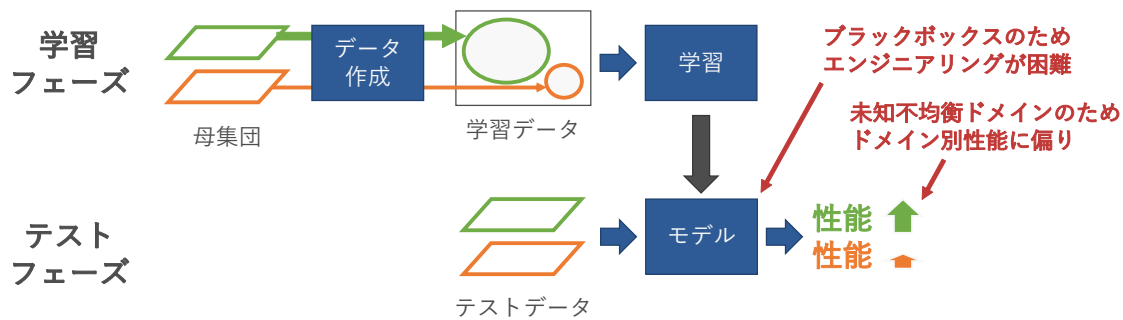 学習
フェーズ
データ
作成
母集団
学習データ
学習
ブラックボックスのため
エンジニアリングが困難
未知不均衡ドメインのため
ドメイン別性能に偏り
テスト
フェーズ
テストデータ
モデル
性能
性能